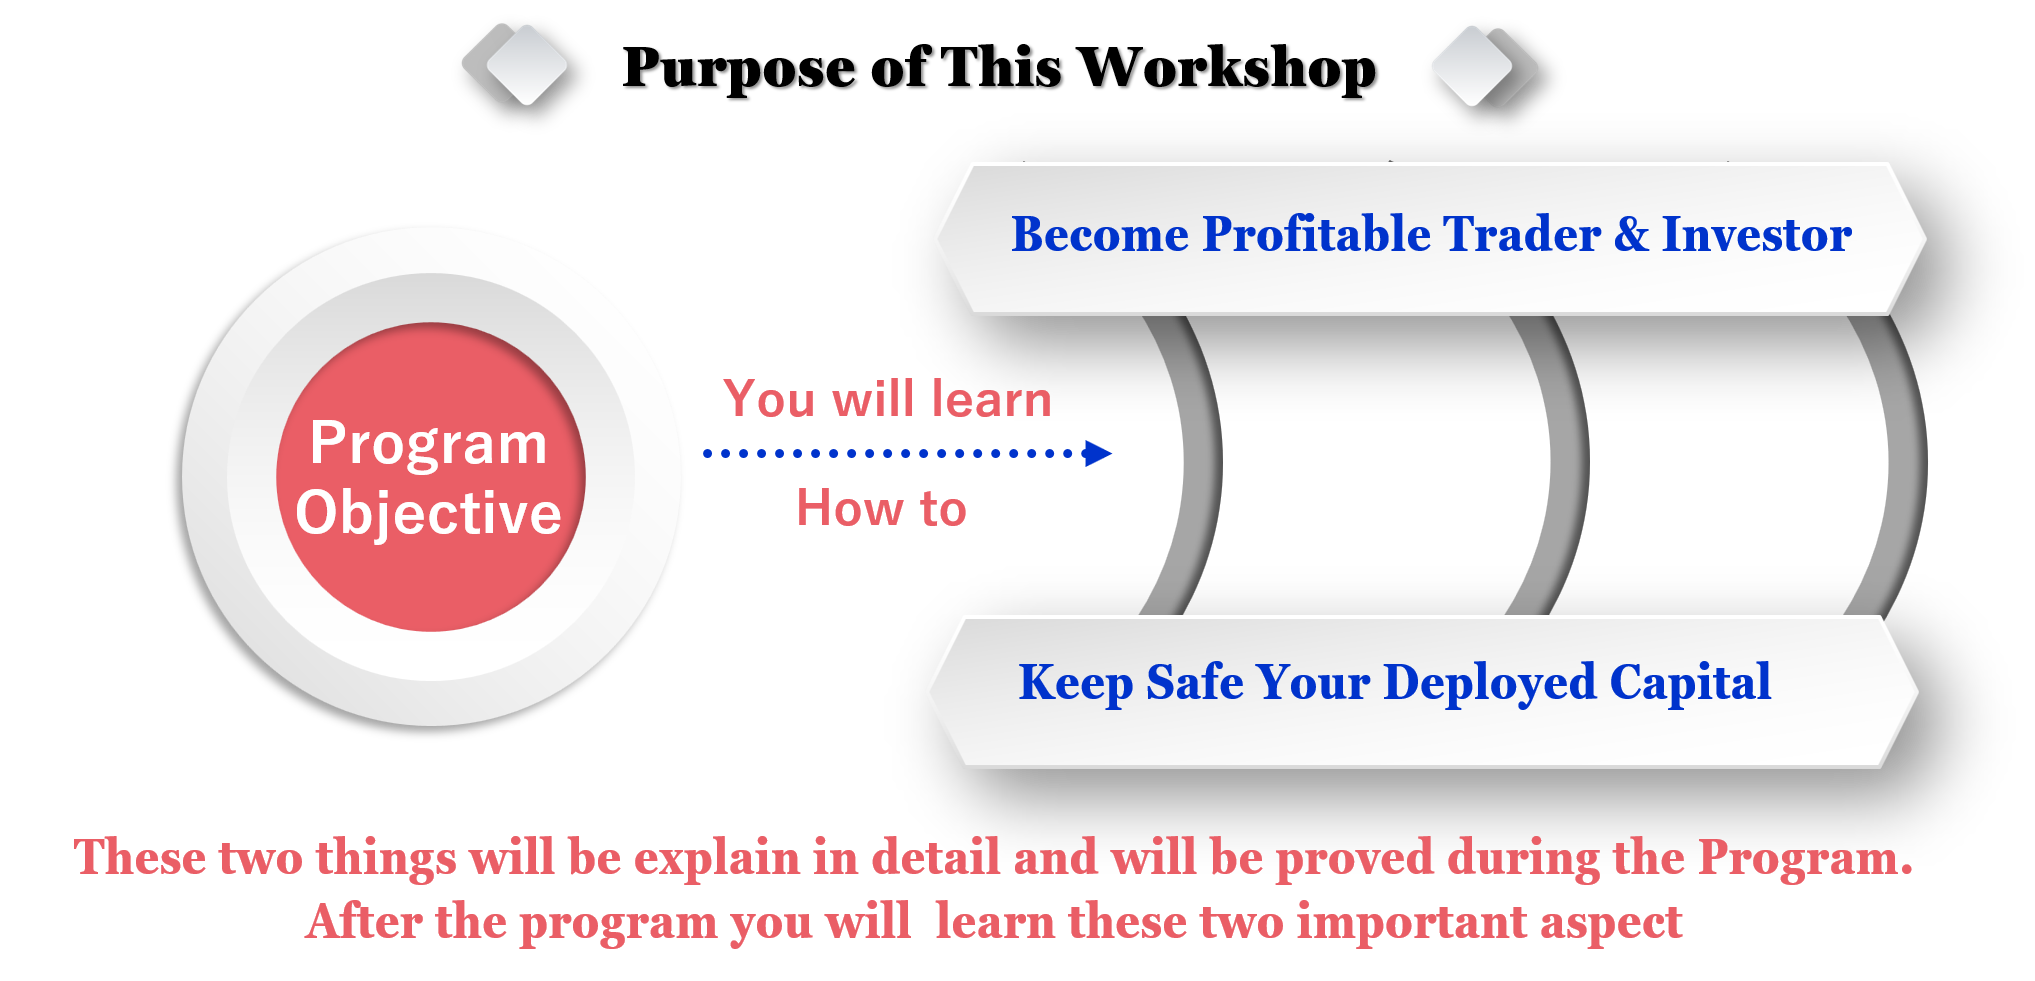 Purpose of This Workshop
Become Profitable Trader & Investor
Program
Objective
You will learn
How to
Keep Safe Your Deployed Capital
These two things will be explain in detail and will be proved during the Program.
After the program you will  learn these two important aspect